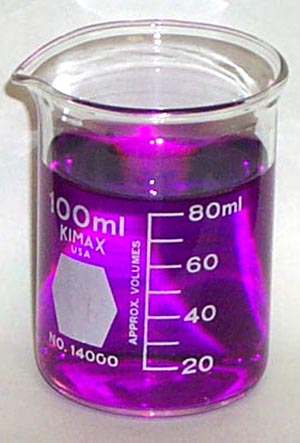 100ml
KIMAX
USA
NO. 14000
APPROX. VOLUMES
80ml
60
40
20